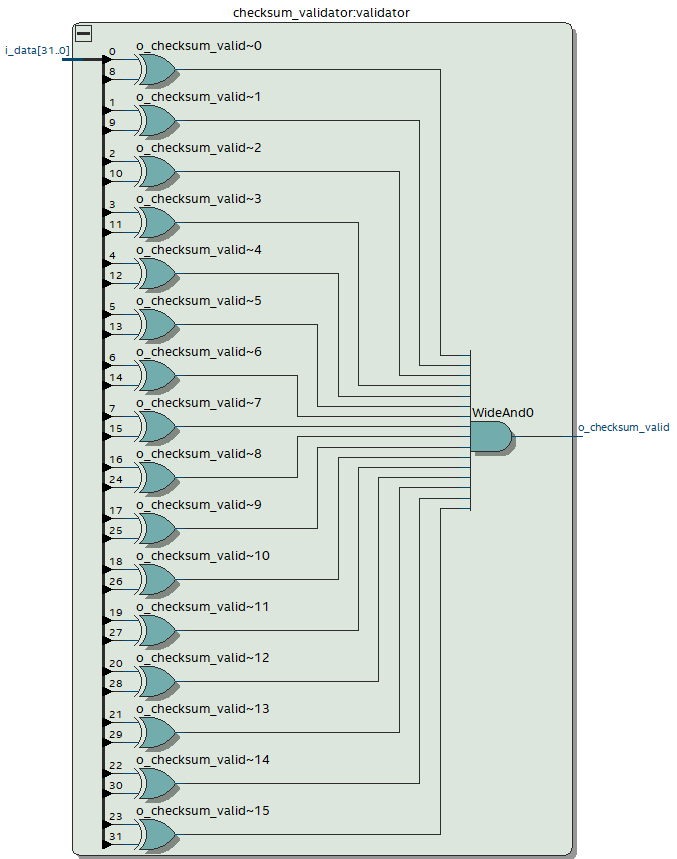 checksum_validator:validator
i_data[31..0]
0
o_checksum_valid~0
8
1
o_checksum_valid~1
9
2
o_checksum_valid~2
10
3
o_checksum_valid~3
11
4
o_checksum_valid~4
12
5
o_checksum_valid~5
13
6
o_checksum_valid~6
14
7
o_checksum_valid~7
15
WideAnd0
o_checksum_valid
16
o_checksum_valid~8
24
17
o_checksum_valid~9
25
18
o_checksum_valid~10
26
19
o_checksum_valid~11
27
20
o_checksum_valid~12
28
21
o_checksum_valid~13
29
22
o_checksum_valid~14
30
23
o_checksum_valid~15
31